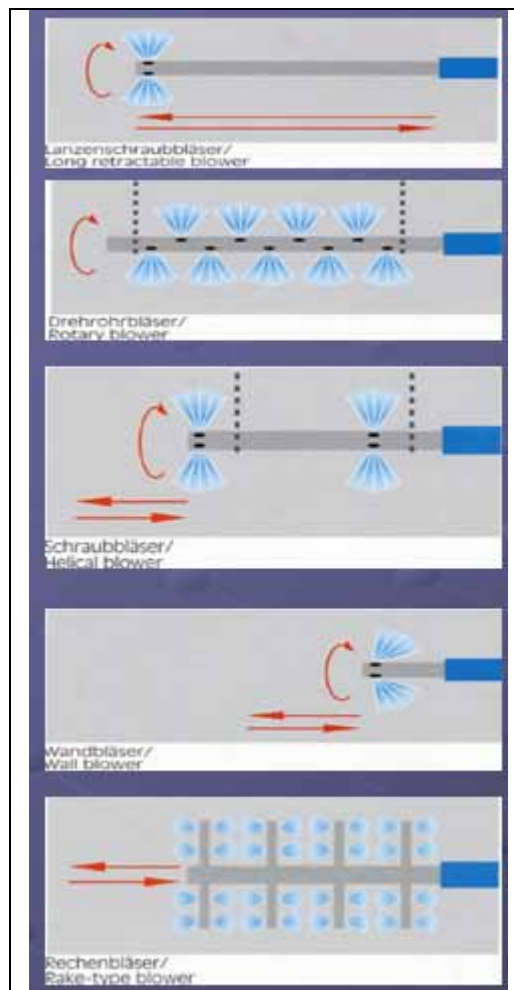 Lanzenschraubbläser/
Long retractable blower
Drehrohrbläser/
Rotary blower
Schraubbläser/
Helical blower
Wandbläser/
Wall blower
Rechenbläser/
Rake-type blower